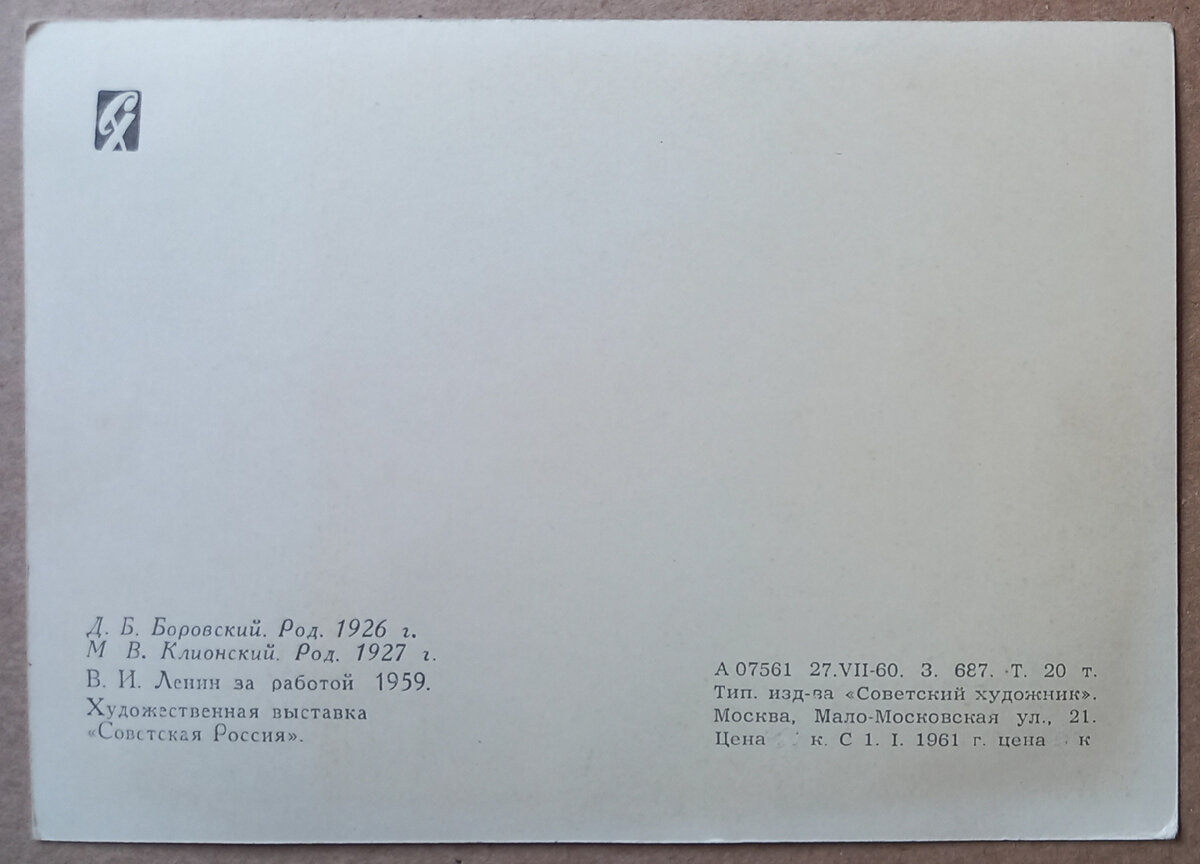 СХ
Д. Б. Боровский. Род. 1926 г.
М В. Клионский. Род. 1927 г.
В. И. Ленин за работой 1959.
Художественная выставка
«Советская Россия».
А 07561 27.VII-60. З. 687. Т. 20 т.
Тип. изд-ва «Советский художник».
Москва, Мало-Московская ул., 21.
Цена к. С 1. I. 1961 г. цена к